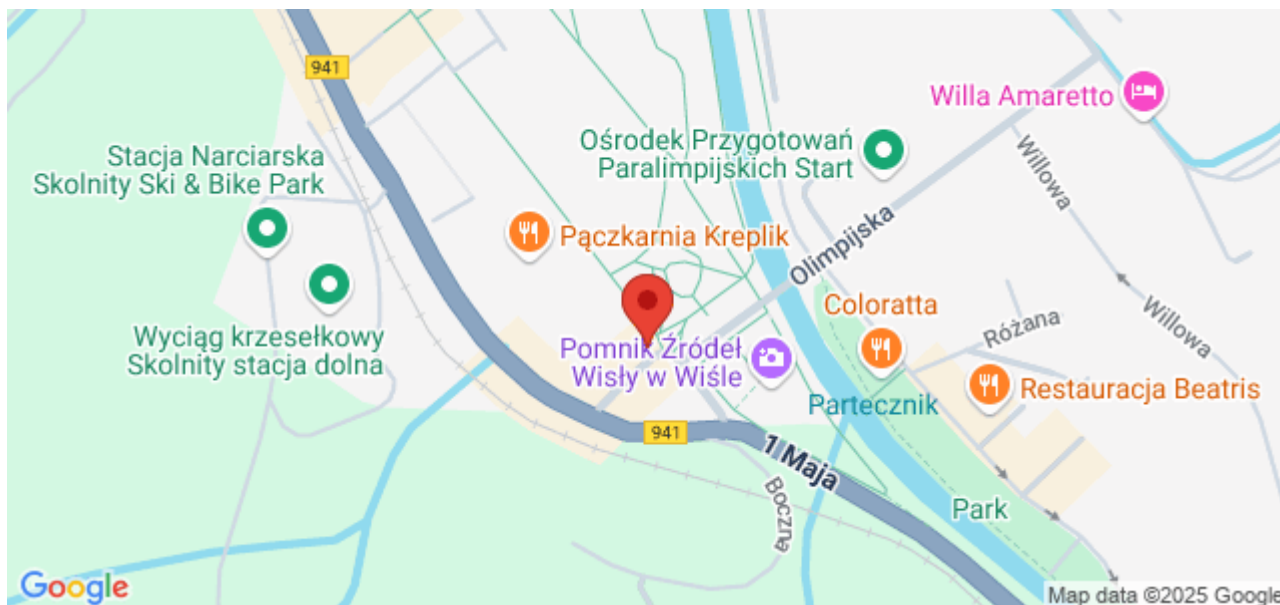 941
Willa Amaretto
Ośrodek Przygotowań
Paralimpijskich Start
Willowa
Stacja Narciarska
Skolnity Ski & Bike Park
Pączkarnia Kreplik
Olimpijska
Coloratta
Różana
Willowa
Wyciąg krzesełkowy
Skolnity stacja dolna
Pomnik Źródeł
Wisły w Wiśle
Restauracja Beatris
Partecznik
941
1 Maja
Boczna
Park
Google
Map data ©2025 Google